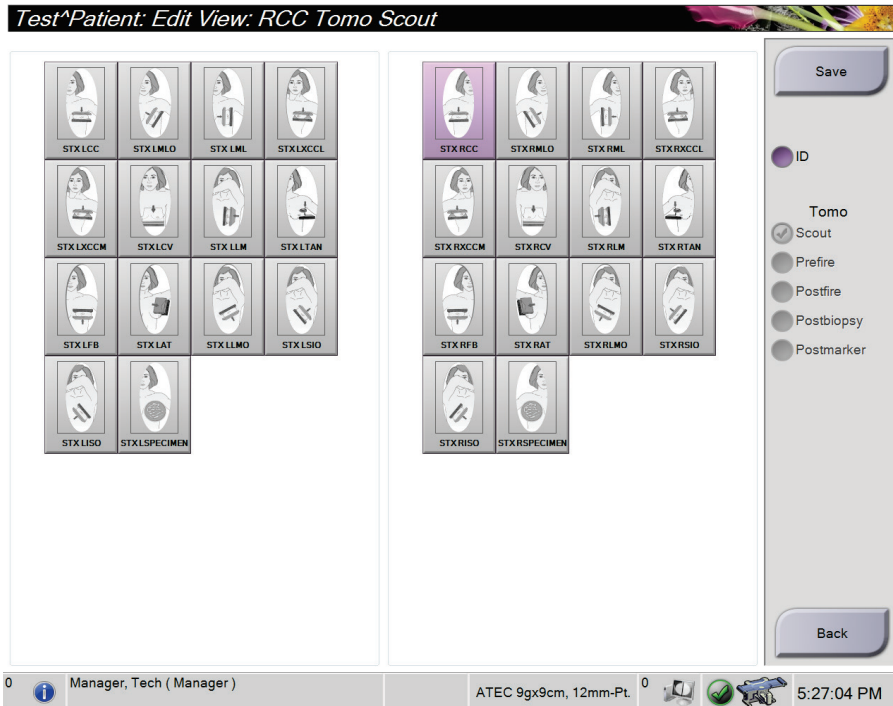 Test^Patient: Edit View: RCC Tomo Scout
STX LCC
STX LMLO
STX LML
STX LXCCL
STX LXCCM
STX LCV
STX LLM
STX LTAN
STX LFB
STX LAT
STX LLMO
STX LSIO
STX LISO
STX LSPECIMEN
STX RCC
STX RMLO
STX RML
STX RXCCL
STX RXCCM
STX RCV
STX RLM
STX RTAN
STX RFB
STX RAT
STX RLMO
STX RSIO
STX RISO
STX RSPECIMEN
Save
ID
Tomo
Scout
Prefire
Postfire
Postbiopsy
Postmarker
Back
0
Manager, Tech ( Manager )
ATEC 9gx9cm, 12mm-Pt.
0
5:27:04 PM